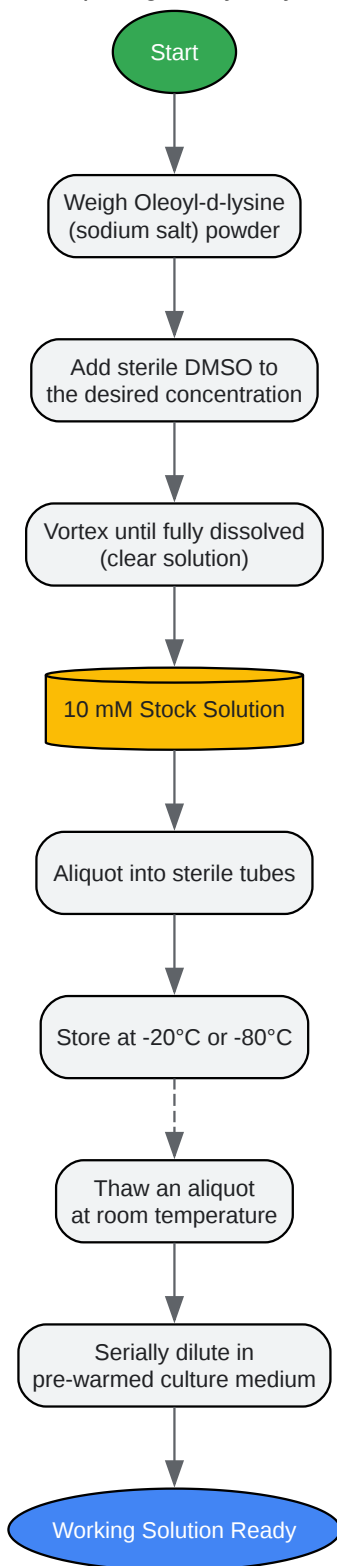 Start
Weigh Oleoyl-d-lysine
(sodium salt) powder
Add sterile DMSO to
the desired concentration
Vortex until fully dissolved
(clear solution)
10 mM Stock Solution
Aliquot into sterile tubes
Store at -20°C or -80°C
Thaw an aliquot
at room temperature
Serially dilute in
pre-warmed culture medium
Working Solution Ready